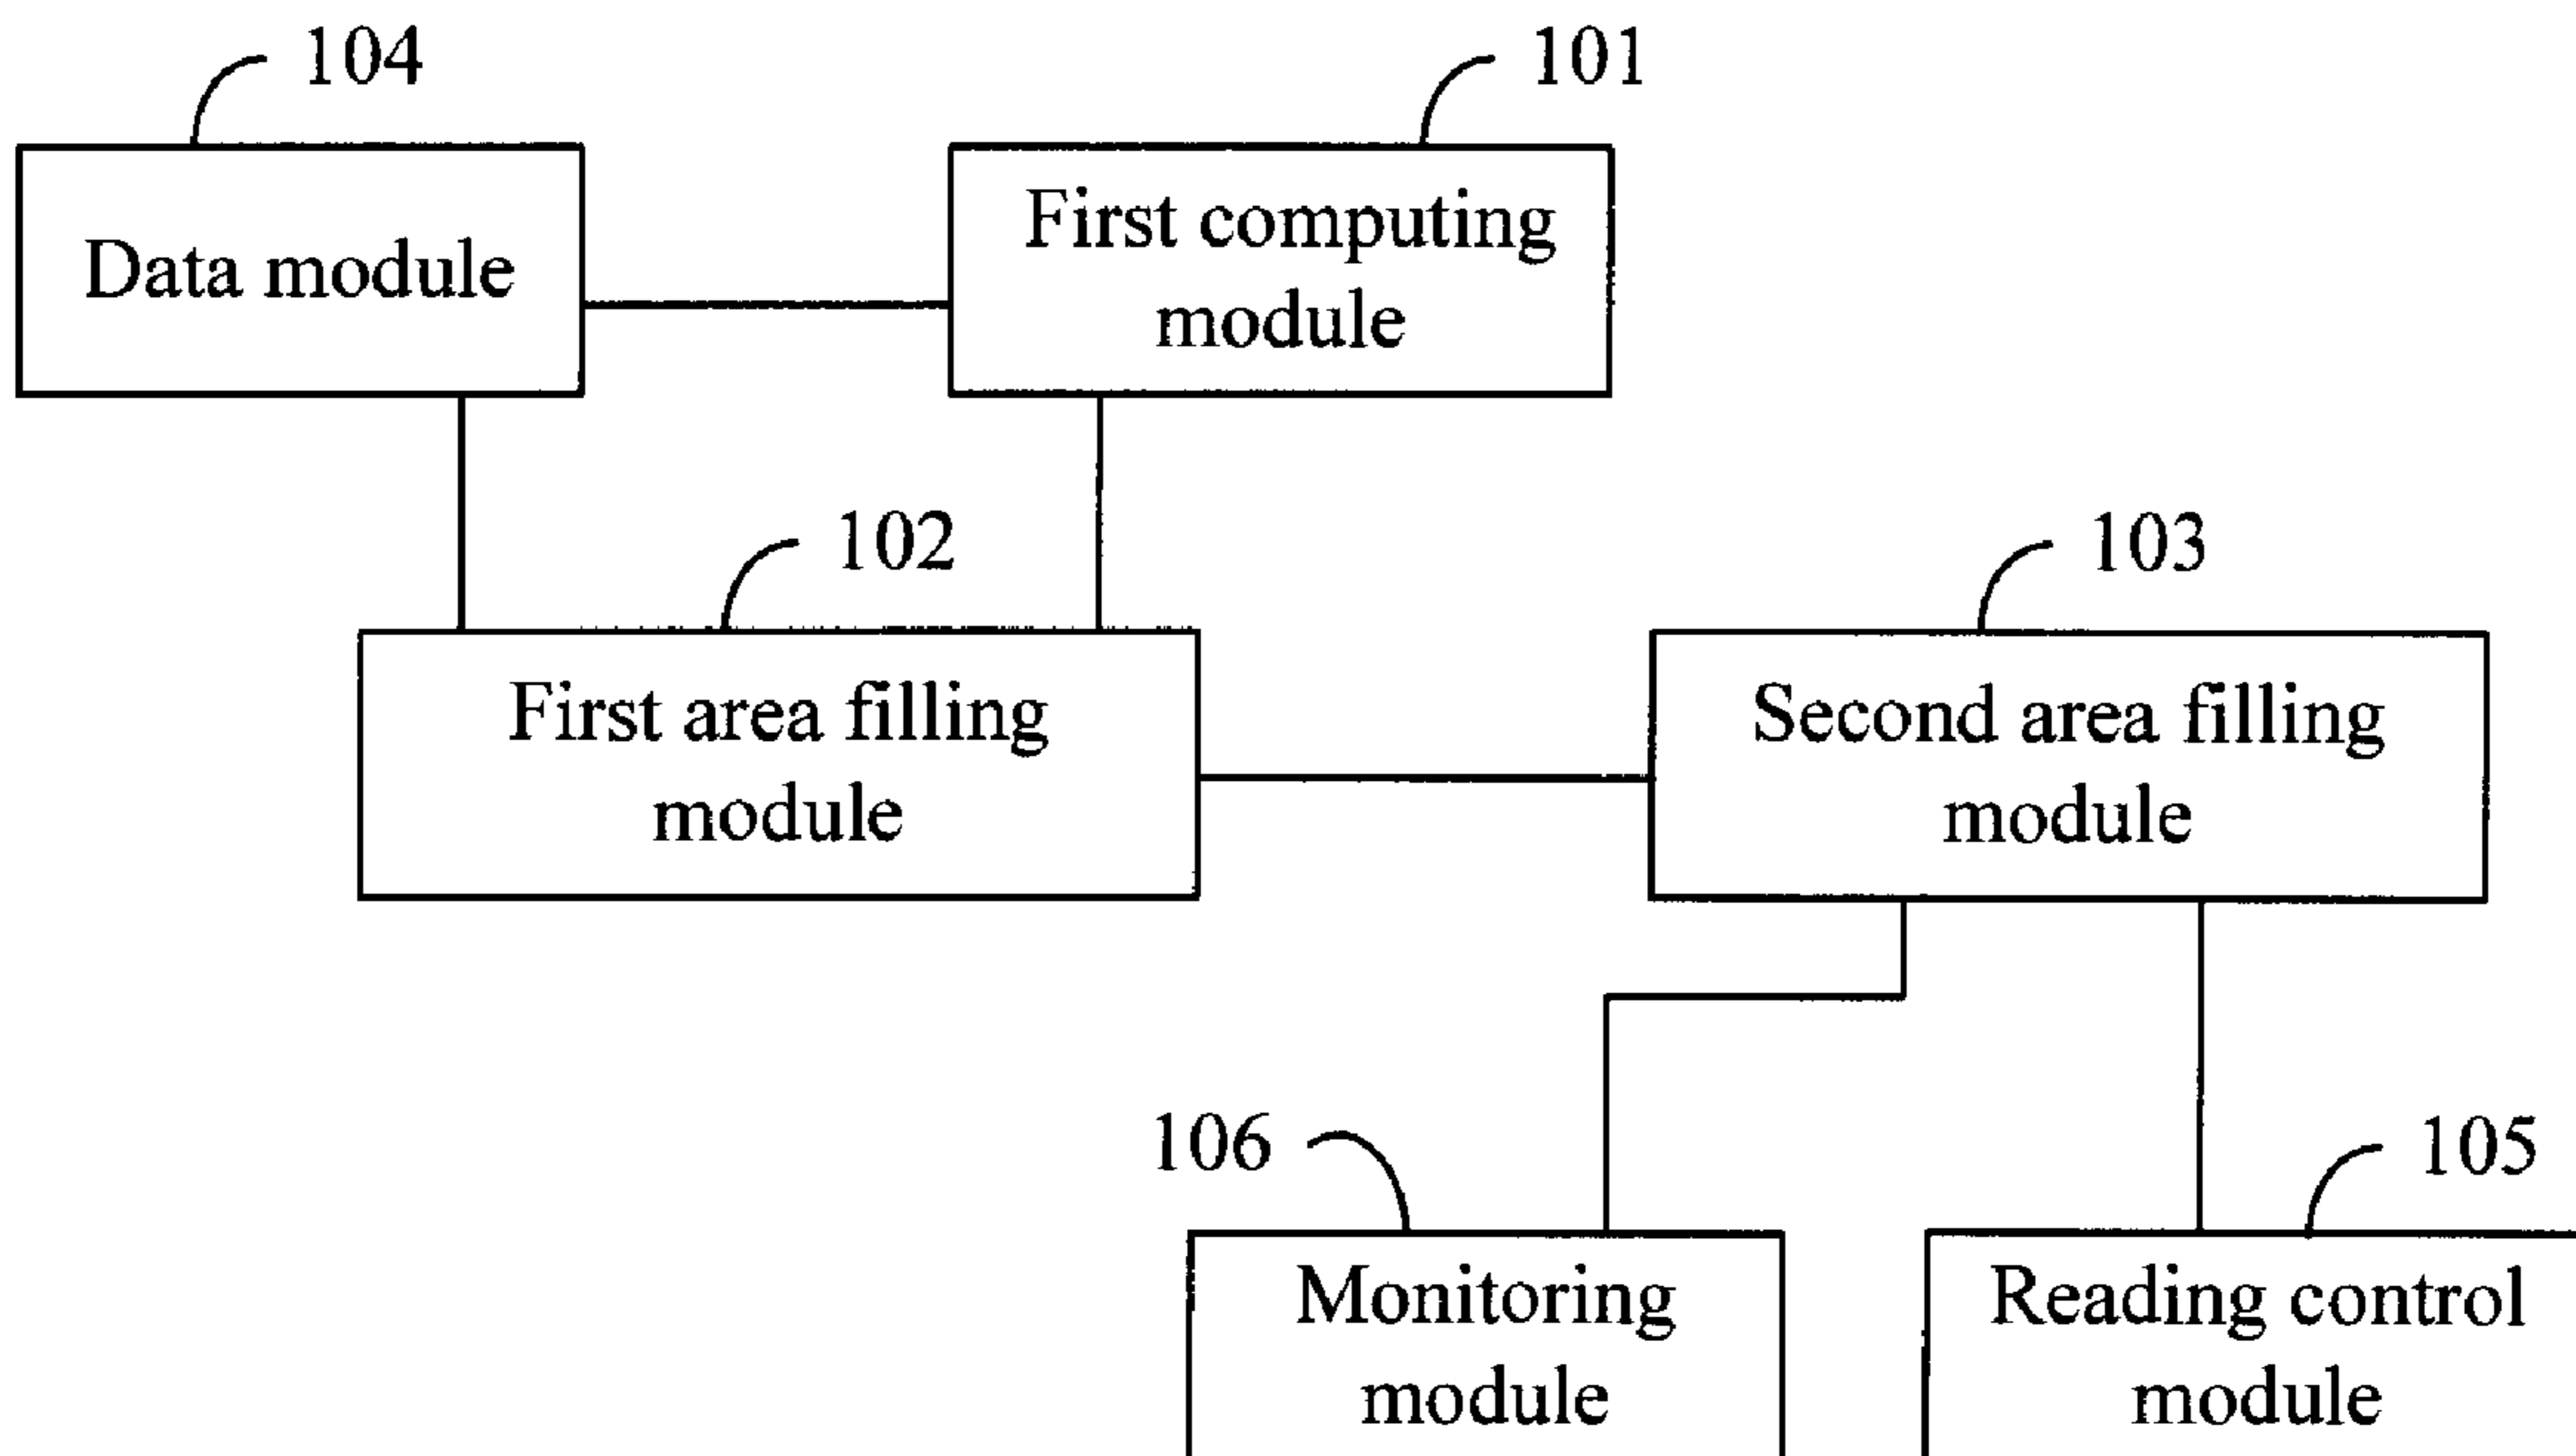 104
101
Data module
First computing
module
102
103
First area filling
module
Second area filling
module
106
105
Monitoring
module
Reading control
module